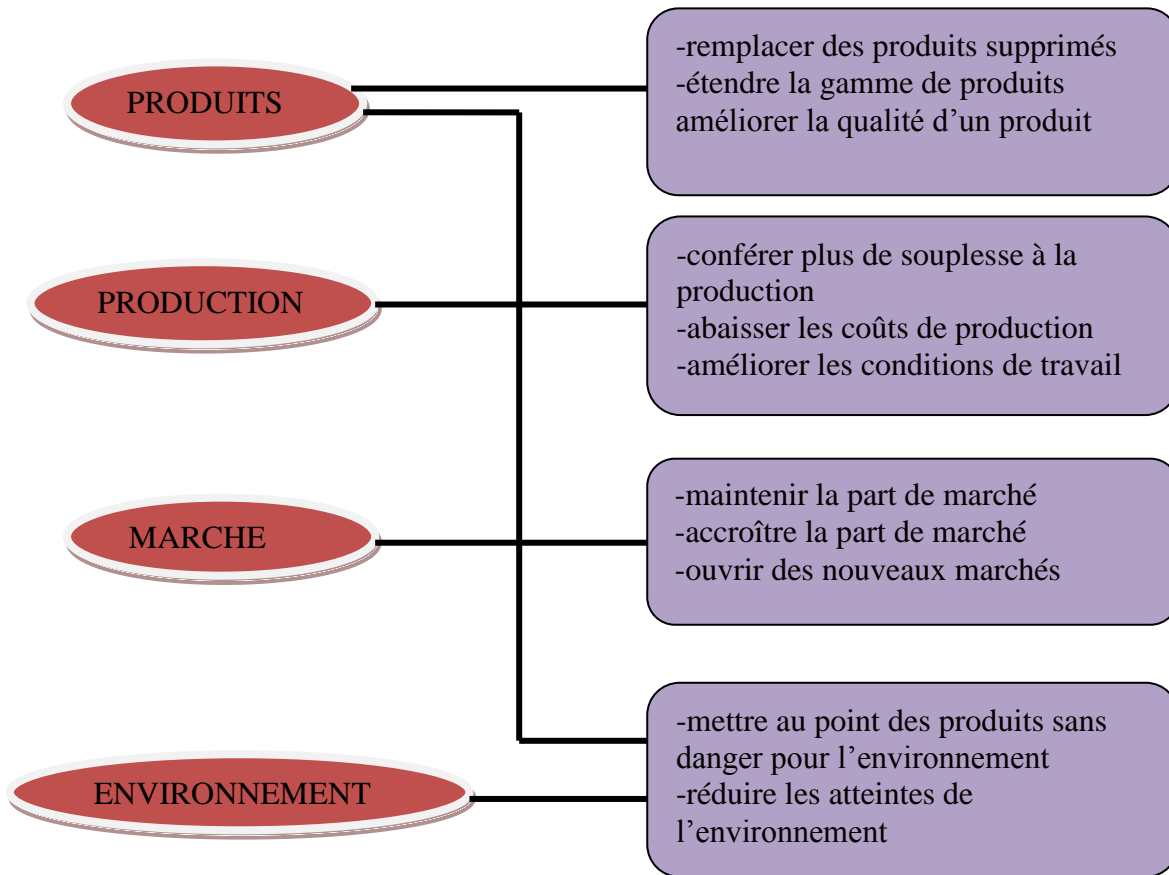 PRODUITS
-remplacer des produits supprimés
-étendre la gamme de produits
améliorer la qualité d’un produit
PRODUCTION
-conférer plus de souplesse à la
production
-abaisser les coûts de production
-améliorer les conditions de travail
MARCHE
-maintenir la part de marché
-accroître la part de marché
-ouvrir des nouveaux marchés
ENVIRONNEMENT
-mettre au point des produits sans
danger pour l’environnement
-réduire les atteintes de
l’environnement